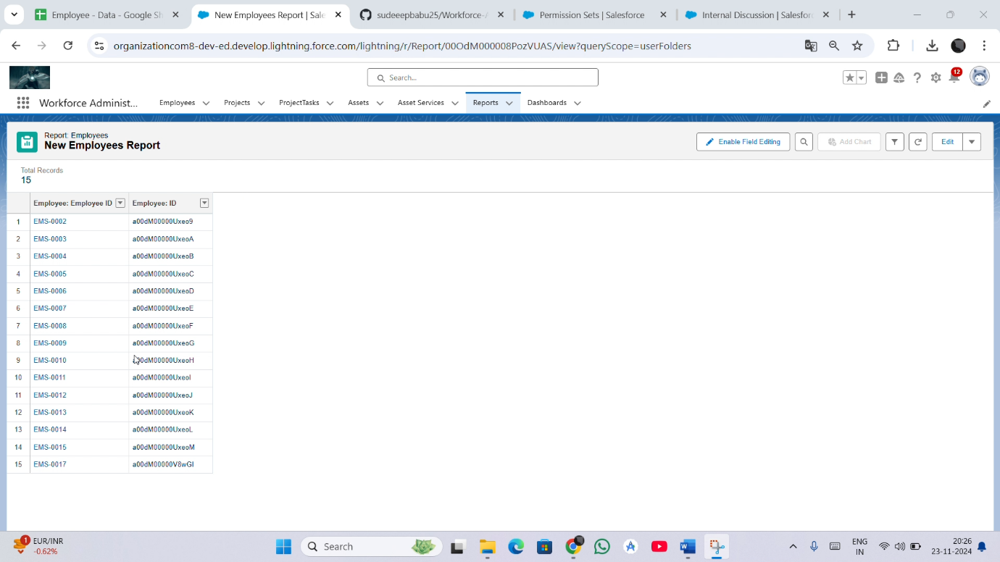 Employee - Data - Google Sh
New Employees Report | Sale
sudeeepbabu25/Workforce-A
Permission Sets | Salesforce
Internal Discussion | Salesforc
organizationcom8-dev-ed.develop.lightning.force.com/lightning/r/Report/00OdM000008PozVUAS/view?queryScope=userFolders
Search...
12
Workforce Administ...
Employees
Projects
ProjectTasks
Assets
Asset Services
Reports
Dashboards
Report: Employees
New Employees Report
Enable Field Editing
Add Chart
Edit
Total Records
15
Employee: Employee ID
Employee: ID
1 EMS-0002 a00dM00000Uxeo9
2 EMS-0003 a00dM00000UxeoA
3 EMS-0004 a00dM00000UxeoB
4 EMS-0005 a00dM00000UxeoC
5 EMS-0006 a00dM00000UxeoD
6 EMS-0007 a00dM00000UxeoE
7 EMS-0008 a00dM00000UxeoF
8 EMS-0009 a00dM00000UxeoG
9 EMS-0010 a00dM00000UxeoH
10 EMS-0011 a00dM00000UxeoI
11 EMS-0012 a00dM00000UxeoJ
12 EMS-0013 a00dM00000UxeoK
13 EMS-0014 a00dM00000UxeoL
14 EMS-0015 a00dM00000UxeoM
15 EMS-0017 a00dM00000V8wGI
1
EUR/INR
-0.62%
Search
ENG
IN
20:26
23-11-2024